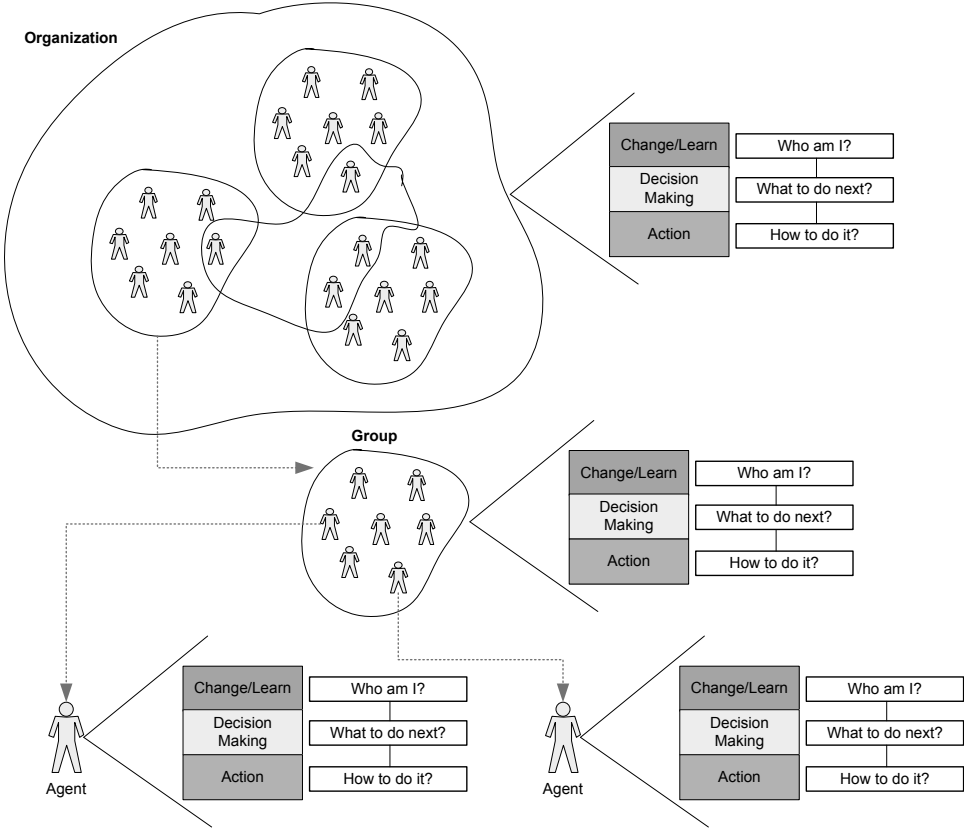 Organization
Change/Learn
Who am I?
Decision
Making
What to do next?
Action
How to do it?
Group
Change/Learn
Who am I?
Decision
Making
What to do next?
Action
How to do it?
Change/Learn
Who am I?
Decision
Making
What to do next?
Action
How to do it?
Agent
Change/Learn
Who am I?
Decision
Making
What to do next?
Action
How to do it?
Agent